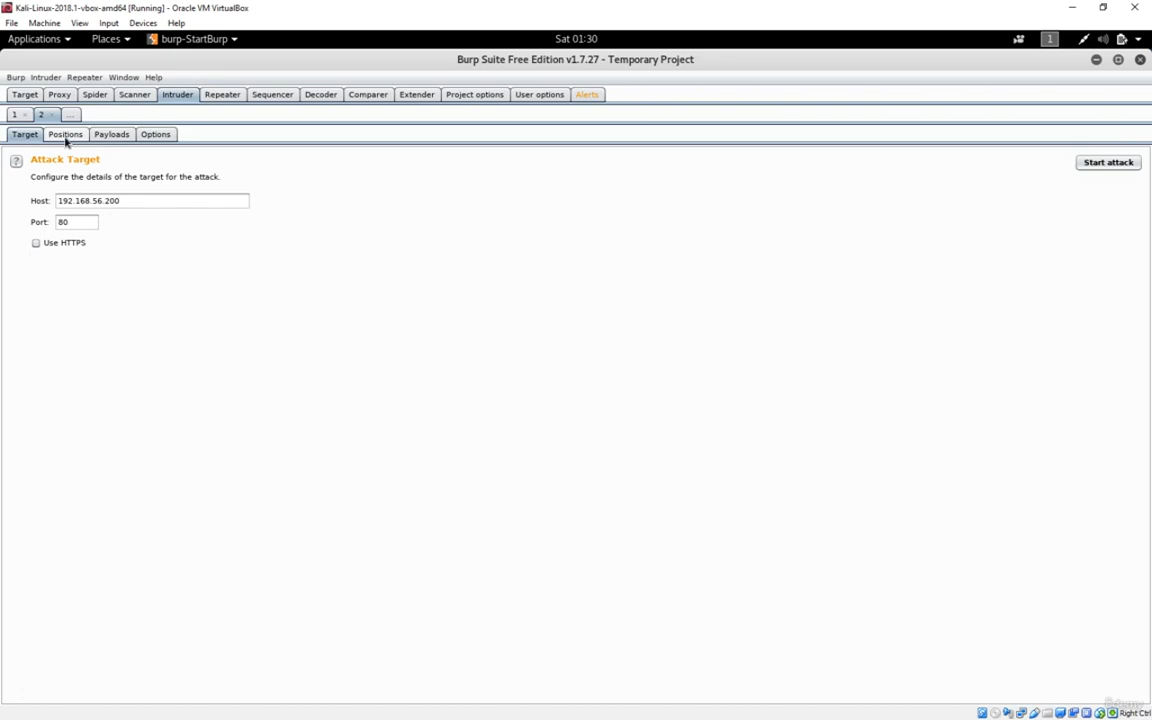 Kali-Linux-2018.1-vbox-amd64 [Running] - Oracle VM VirtualBox
File Machine View Input Devices Help
Applications Places burp-StartBurp Sat 01:30 1
Burp Suite Free Edition v1.7.27 - Temporary Project
Burp Intruder Repeater Window Help
Target Proxy Spider Scanner Intruder Repeater Sequencer Decoder Comparer Extender Project options User options Alerts
1 × 2 × ...
Target Positions Payloads Options
? Attack Target Start attack
Configure the details of the target for the attack.
Host: 192.168.56.200
Port: 80
Use HTTPS
Udemy
Right Ctrl